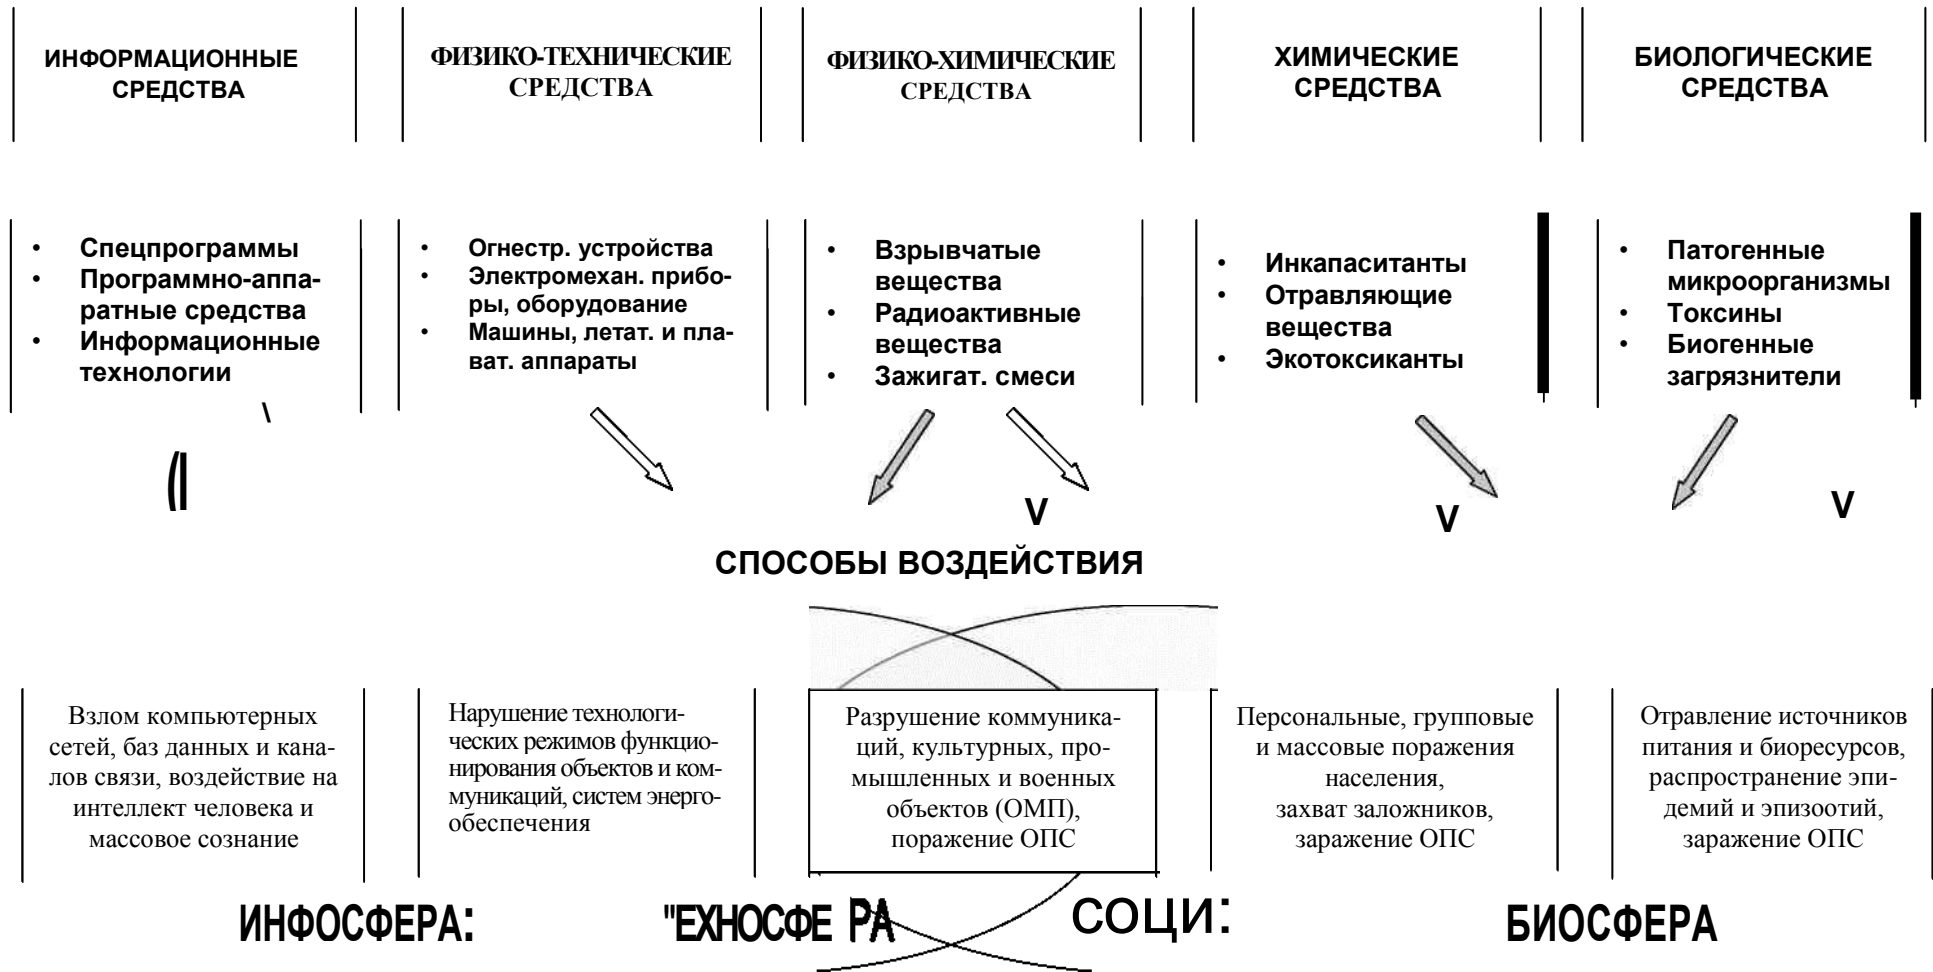 ИНФОРМАЦИОННЫЕ
СРЕДСТВА
ФИЗИКО-ТЕХНИЧЕСКИЕ
СРЕДСТВА
ФИЗИКО-ХИМИЧЕСКИЕ
СРЕДСТВА
ХИМИЧЕСКИЕ
СРЕДСТВА
БИОЛОГИЧЕСКИЕ
СРЕДСТВА
• Спецпрограммы
• Программно-аппа-
ратные средства
• Информационные
технологии
• Огнестр. устройства
• Электромехан. прибо-
ры, оборудование
• Машины, летат. и пла-
ват. аппараты
• Взрывчатые
вещества
• Радиоактивные
вещества
• Зажигат. смеси
• Инкапаситанты
• Отравляющие
вещества
• Экотоксиканты
• Патогенные
микроорганизмы
• Токсины
• Биогенные
загрязнители
\
(|
V
V
V
СПОСОБЫ ВОЗДЕЙСТВИЯ
Взлом компьютерных
сетей, баз данных и кана-
лов связи, воздействие на
интеллект человека и
массовое сознание
Нарушение технологи-
ческих режимов функцио-
нирования объектов и ком-
муникаций, систем энерго-
обеспечения
Разрушение коммуника-
ций, культурных, про-
мышленных и военных
объектов (ОМП),
поражение ОПС
Персональные, групповые
и массовые поражения
населения,
захват заложников,
заражение ОПС
Отравление источников
питания и биоресурсов,
распространение эпи-
демий и эпизоотий,
заражение ОПС
ИНФОСФЕРА:
"ЕХНОСФЕ РА
СОЦИ:
БИОСФЕРА